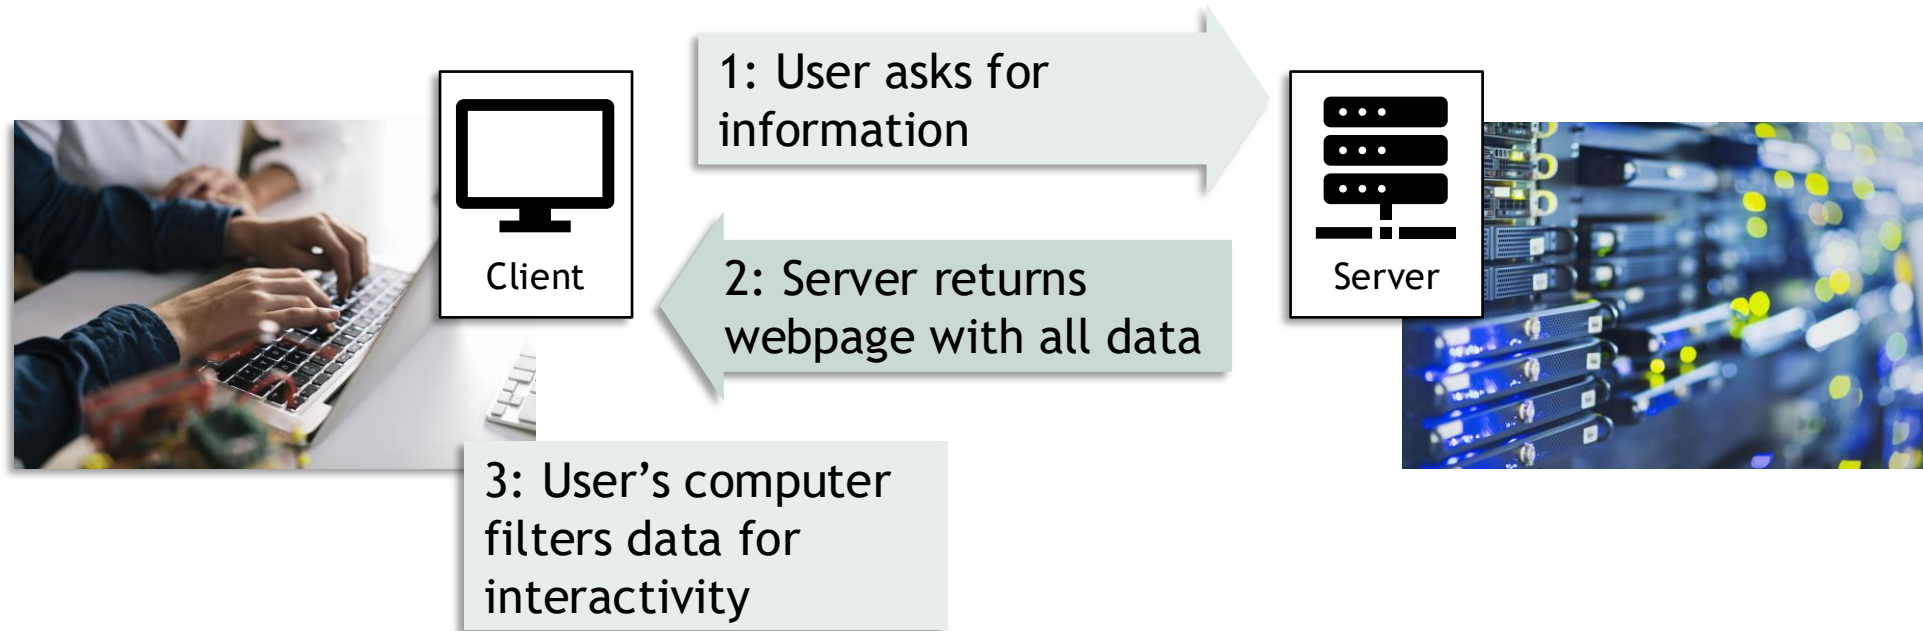 1: User asks for
information
Client
Server
2: Server returns
webpage with all data
3: User’s computer
filters data for
interactivity